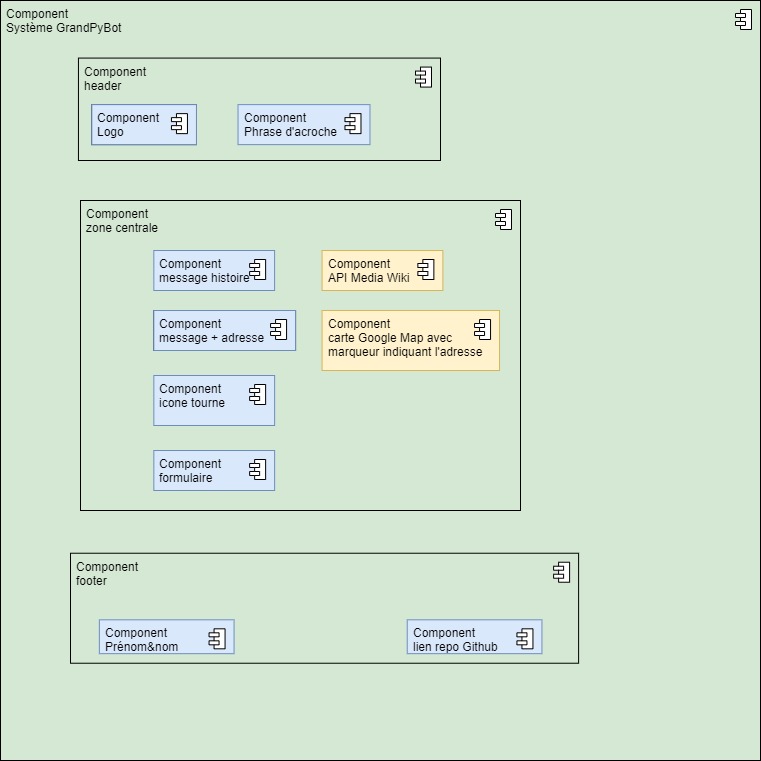 Component
Système GrandPyBot
Component
header
Component
Logo
Component
Phrase d'acroche
Component
zone centrale
Component
message histoire
Component
API Media Wiki
Component
message + adresse
Component
carte Google Map avec
marqueur indiquant l'adresse
Component
icone tourne
Component
formulaire
Component
footer
Component
Prénom&nom
Component
lien repo Github